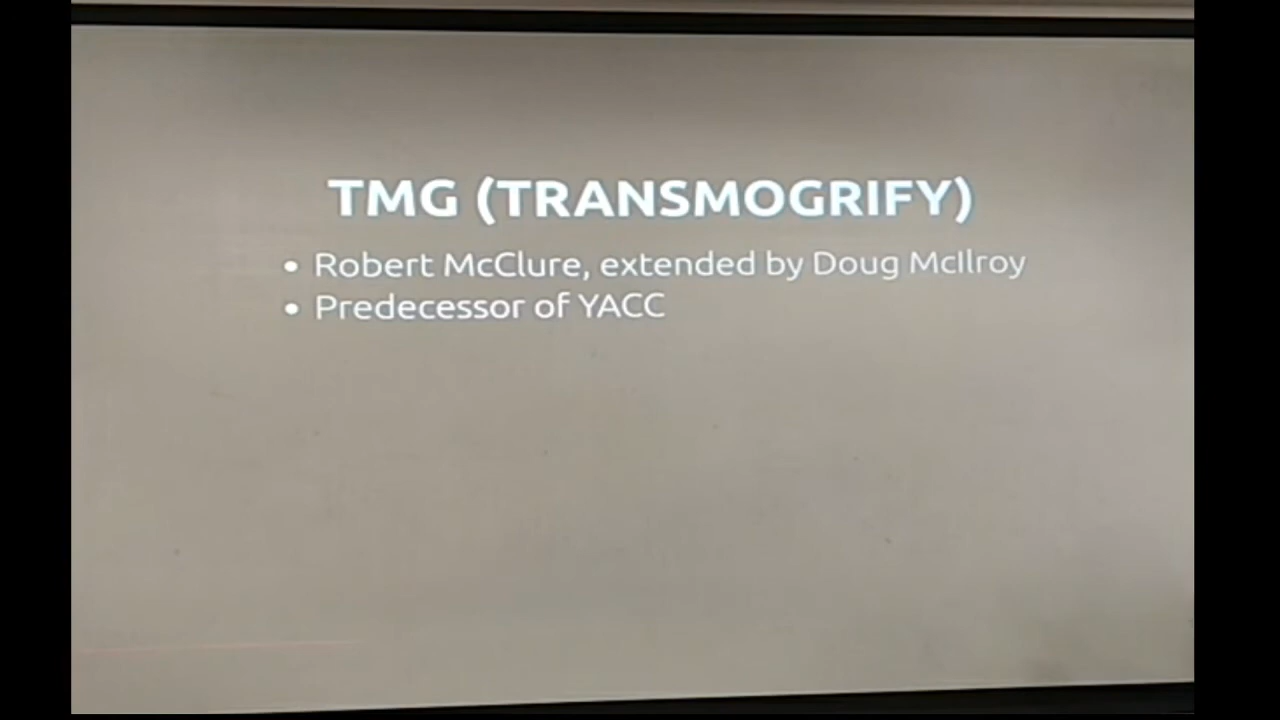 TMG (TRANSMOGRIFY)
• Robert McClure, extended by Doug McIlroy
• Predecessor of YACC